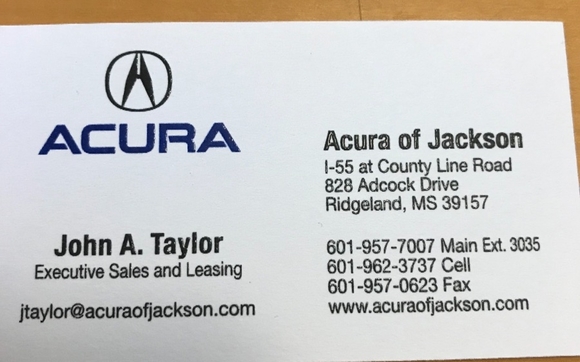 ACURA
John A. Taylor
Executive Sales and Leasing
jtaylor@acuraofjackson.com
Acura of Jackson
I-55 at County Line Road
828 Adcock Drive
Ridgeland, MS 39157
601-957-7007 Main Ext. 3035
601-962-3737 Cell
601-957-0623 Fax
www.acuraofjackson.com